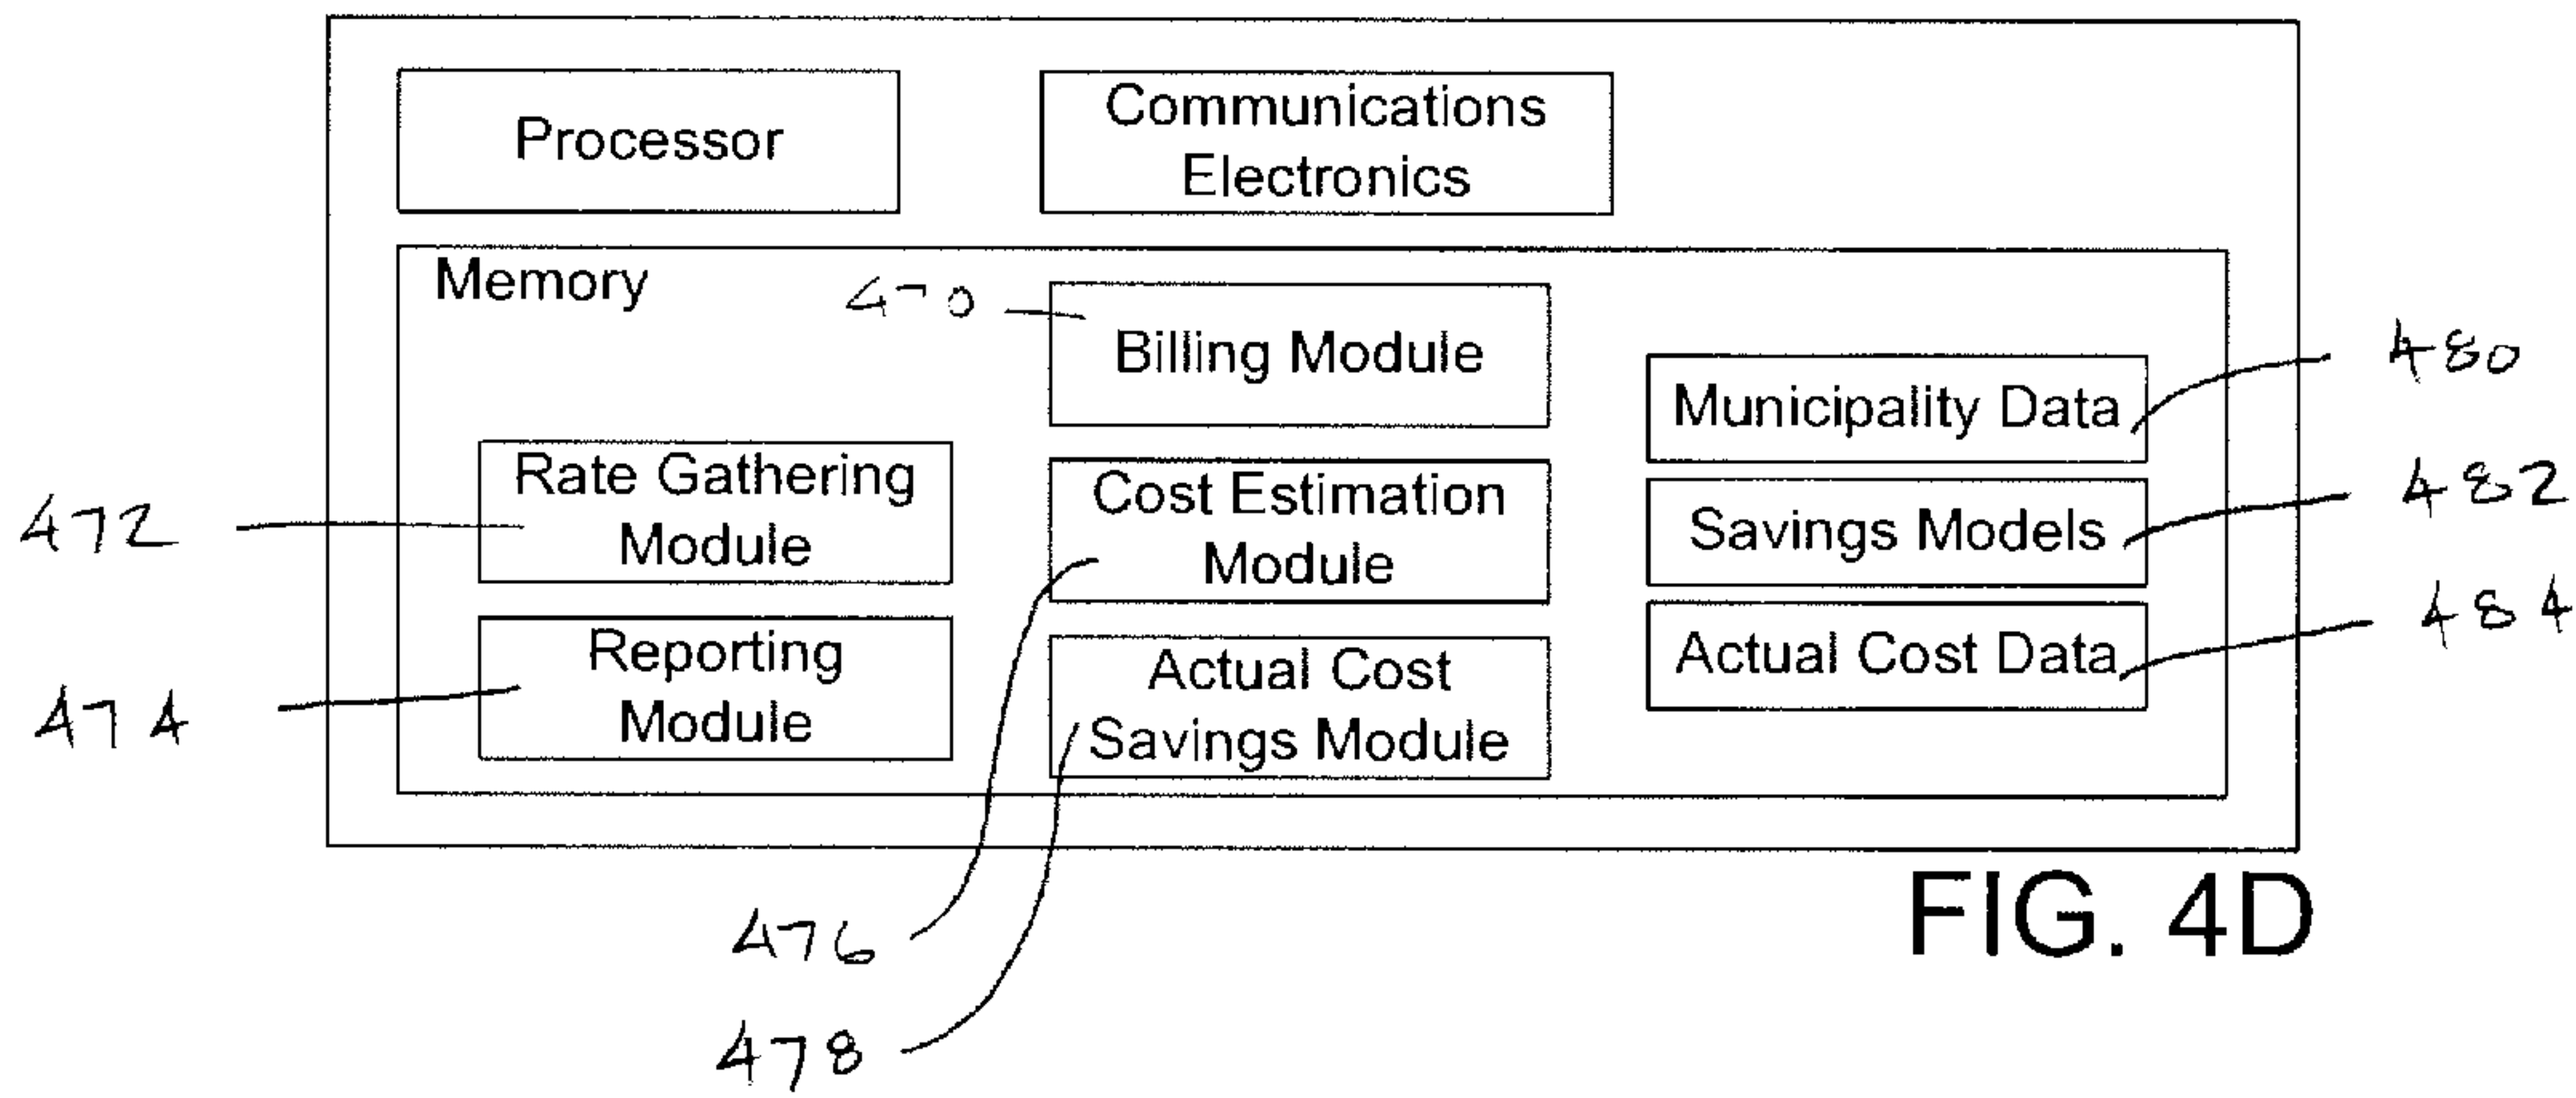 Processor
Communications
Electronics
Memory
470
Billing Module
480
Municipality Data
472
Rate Gathering
Module
Cost Estimation
Module
482
Savings Models
474
Reporting
Module
Actual Cost
Savings Module
484
Actual Cost Data
476
478
FIG. 4D